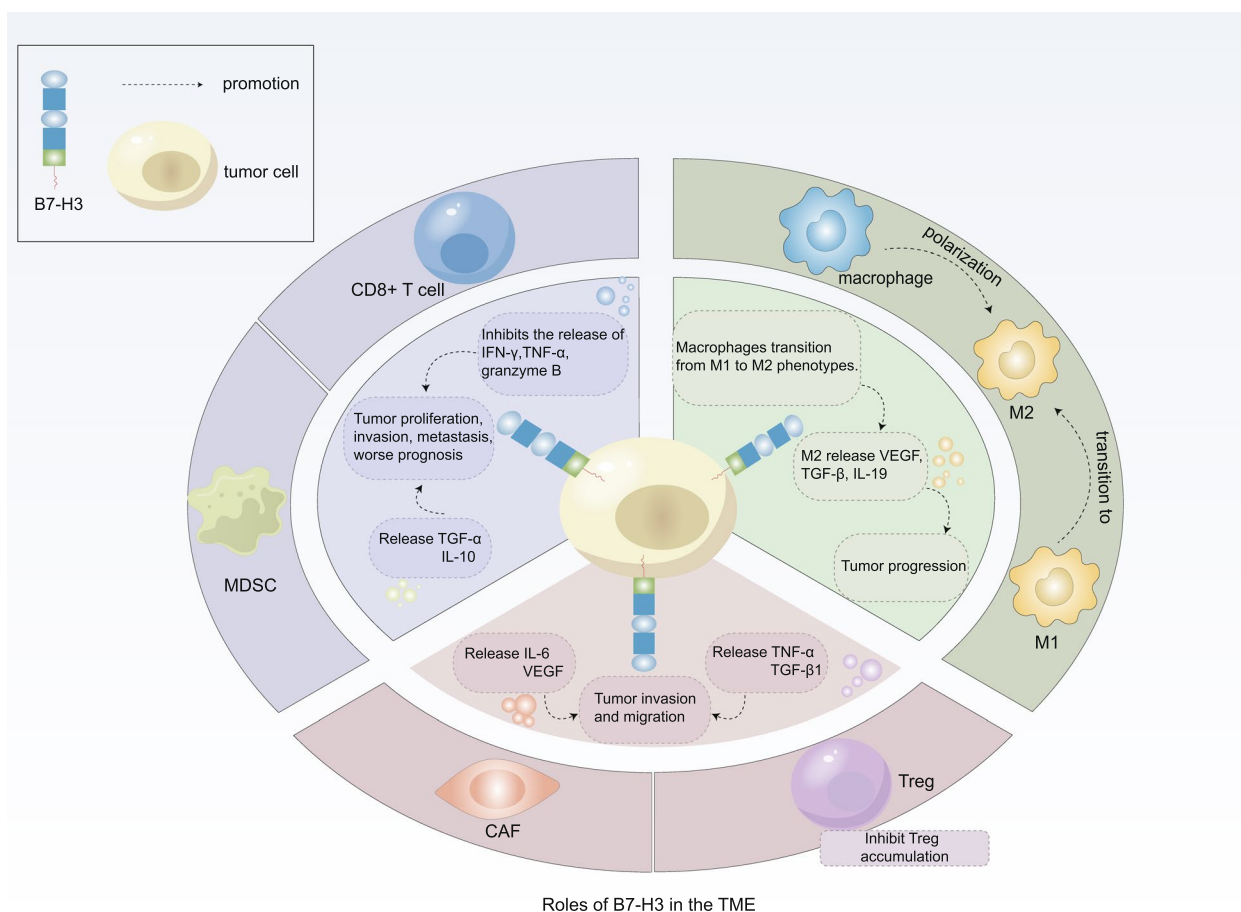 promotion
tumor cell
B7-H3
CD8+ T cell
Inhibits the release of
IFN-γ,TNF-α,
granzyme B
Tumor proliferation,
invasion, metastasis,
worse prognosis
Release TGF-α
IL-10
MDSC
macrophage
polarization
Macrophages transition
from M1 to M2 phenotypes.
M2
transition to
M2 release VEGF,
TGF-β, IL-19
Tumor progression
M1
Release IL-6
VEGF
Release TNF-α
TGF-β1
Tumor invasion
and migration
CAF
Treg
Inhibit Treg
accumulation
Roles of B7-H3 in the TME